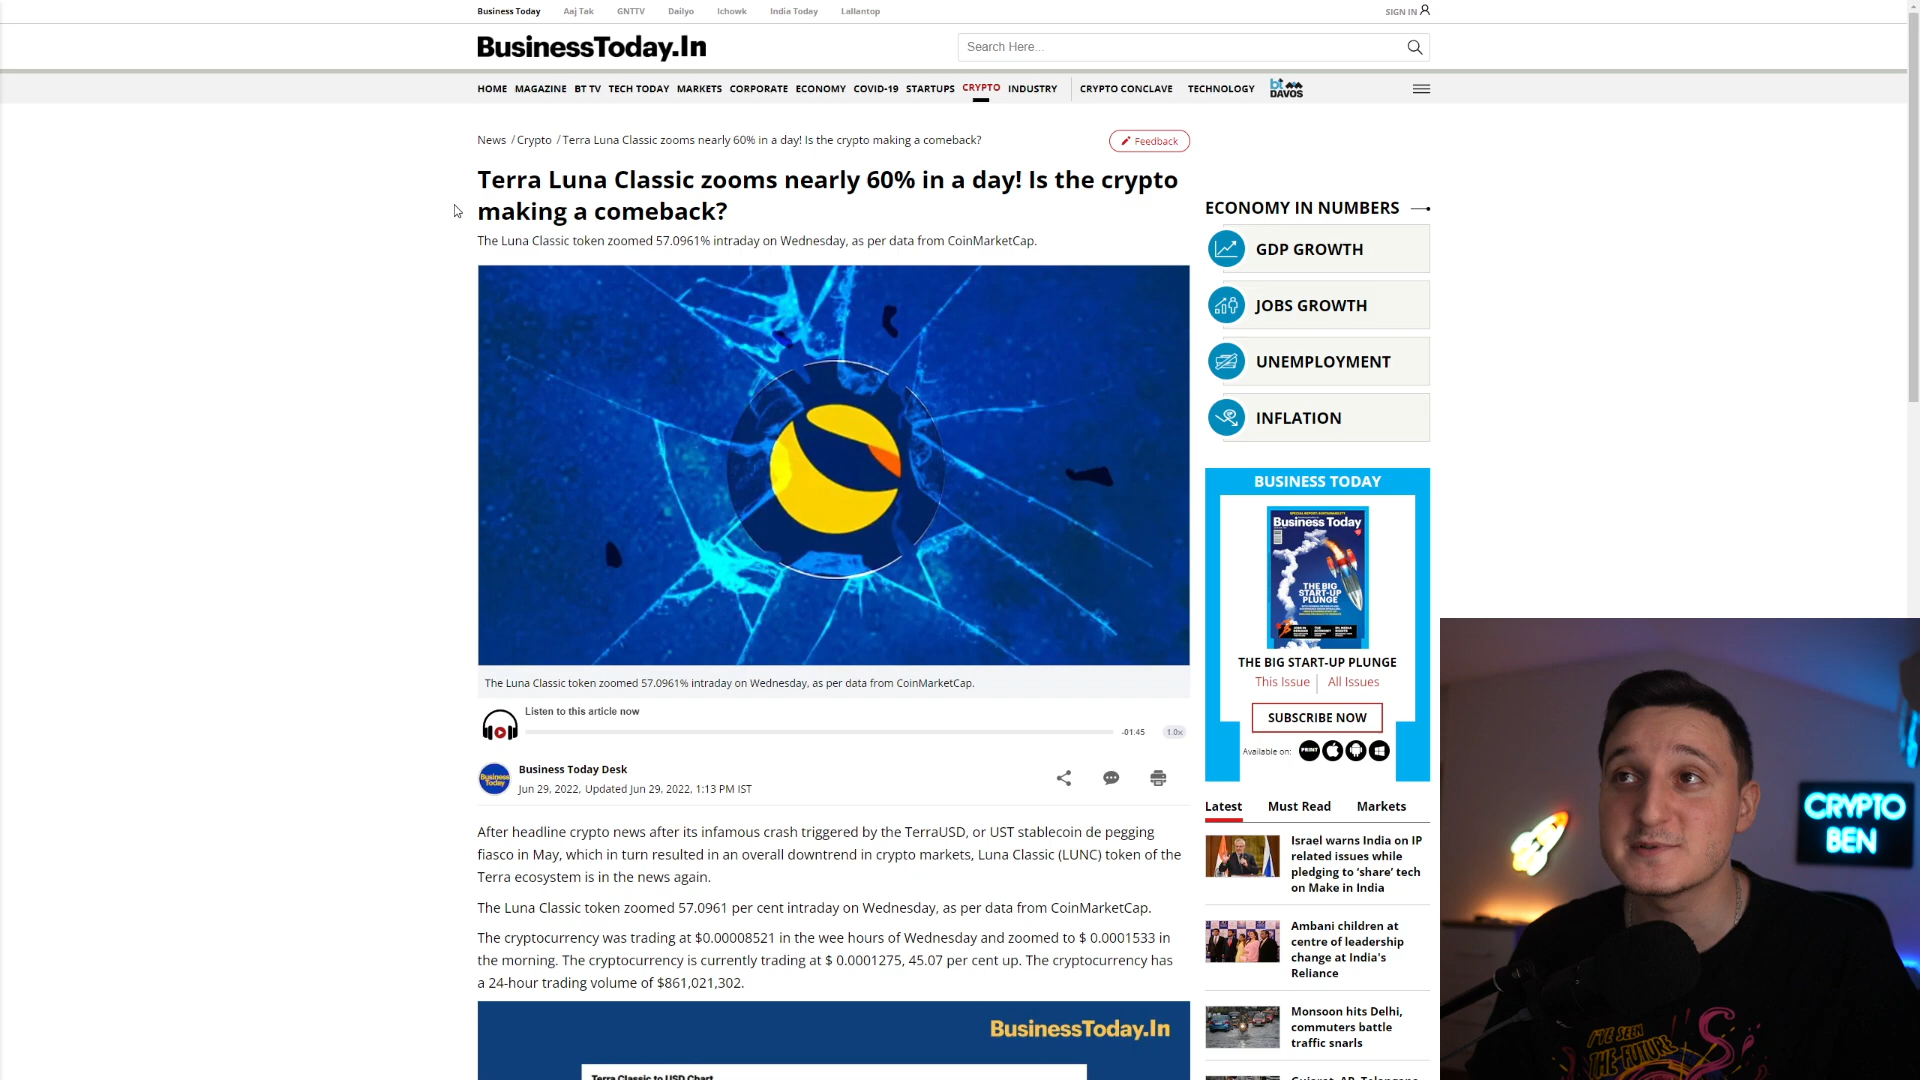 Business Today Aaj Tak GNTTV Dailyo Ichowk India Today Lallantop SIGN IN
BusinessToday.In
Search Here...
HOME MAGAZINE BT TV TECH TODAY MARKETS CORPORATE ECONOMY COVID-19 STARTUPS CRYPTO INDUSTRY CRYPTO CONCLAVE TECHNOLOGY bt DAVOS
News / Crypto / Terra Luna Classic zooms nearly 60% in a day! Is the crypto making a comeback?
Feedback
Terra Luna Classic zooms nearly 60% in a day! Is the crypto
making a comeback?
The Luna Classic token zoomed 57.0961% intraday on Wednesday, as per data from CoinMarketCap.
The Luna Classic token zoomed 57.0961% intraday on Wednesday, as per data from CoinMarketCap.
Listen to this article now
-01:45 1.0x
Business Today
Business Today Desk
Jun 29, 2022, Updated Jun 29, 2022, 1:13 PM IST
After headline crypto news after its infamous crash triggered by the TerraUSD, or UST stablecoin de pegging
fiasco in May, which in turn resulted in an overall downtrend in crypto markets, Luna Classic (LUNC) token of the
Terra ecosystem is in the news again.
The Luna Classic token zoomed 57.0961 per cent intraday on Wednesday, as per data from CoinMarketCap.
The cryptocurrency was trading at $0.00008521 in the wee hours of Wednesday and zoomed to $ 0.0001533 in
the morning. The cryptocurrency is currently trading at $ 0.0001275, 45.07 per cent up. The cryptocurrency has
a 24-hour trading volume of $861,021,302.
BusinessToday.In
Terra Classic to USD Chart
ECONOMY IN NUMBERS
GDP GROWTH
JOBS GROWTH
UNEMPLOYMENT
INFLATION
BUSINESS TODAY
Business Today
THE BIG
START-UP
PLUNGE
THE BIG START-UP PLUNGE
This Issue All Issues
SUBSCRIBE NOW
Available on: PRINT
Latest Must Read Markets
Israel warns India on IP
related issues while
pledging to ‘share’ tech
on Make in India
Ambani children at
centre of leadership
change at India's
Reliance
Monsoon hits Delhi,
commuters battle
traffic snarls
CRYPTO
BEN
I'VE SEEN
THE FUTURE